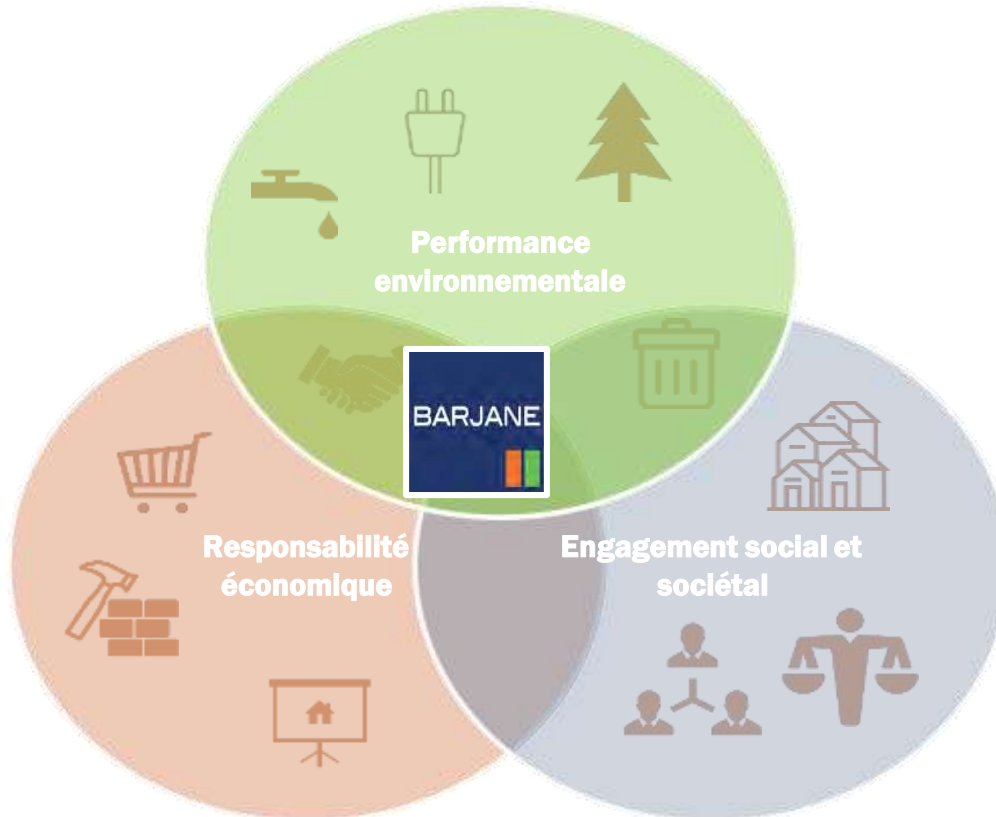 Performance
environnementale
BARJANE
Responsabilité
économique
Engagement social et
sociétal